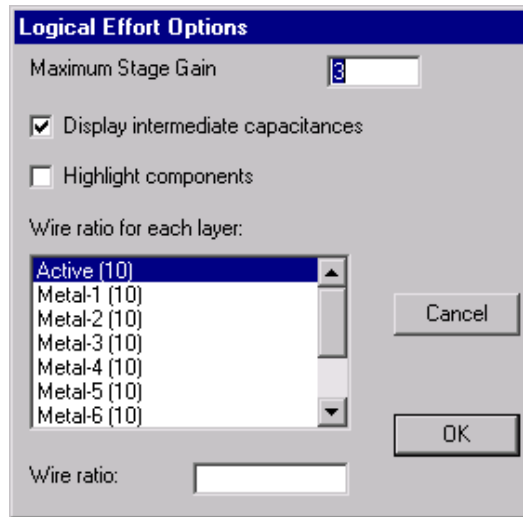 Logical Effort Options
Maximum Stage Gain 3
Display intermediate capacitances
Highlight components
Wire ratio for each layer:
Active (10)
Metal-1 (10)
Metal-2 (10)
Metal-3 (10)
Metal-4 (10)
Metal-5 (10)
Metal-6 (10)
Cancel
OK
Wire ratio: